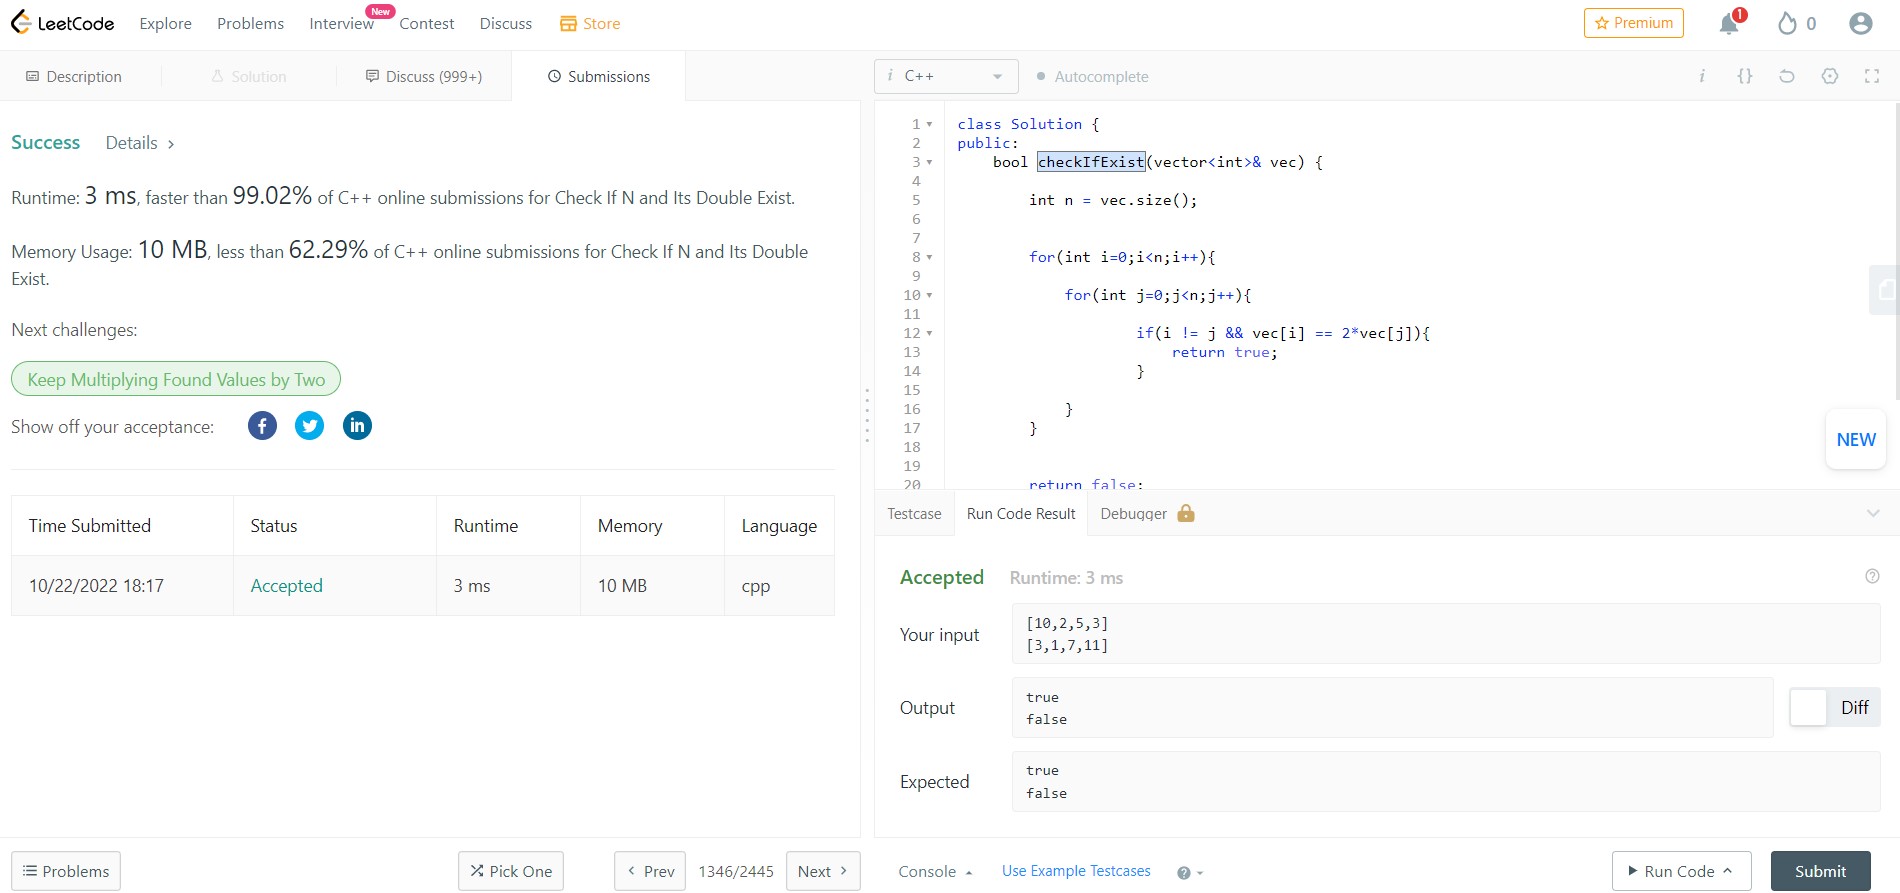 LeetCode
Explore
Problems
Interview
New
Contest
Discuss
Store
Premium
1
0
Description
Solution
Discuss (999+)
Submissions
Success
Details >
Runtime: 3 ms, faster than 99.02% of C++ online submissions for Check If N and Its Double Exist.
Memory Usage: 10 MB, less than 62.29% of C++ online submissions for Check If N and Its Double
Exist.
Next challenges:
Keep Multiplying Found Values by Two
Show off your acceptance:
Time Submitted Status Runtime Memory Language
10/22/2022 18:17 Accepted 3 ms 10 MB cpp
Problems
Pick One
< Prev
1346/2445
Next >
i C++
Autocomplete
i {}
1 class Solution {
2 public:
3 bool checkIfExist(vector<int>& vec) {
4
5 int n = vec.size();
6
7
8 for(int i=0;i<n;i++){
9
10 for(int j=0;j<n;j++){
11
12 if(i != j && vec[i] == 2*vec[j]){
13 return true;
14 }
15
16 }
17 }
18
19
20 return false;
NEW
Testcase
Run Code Result
Debugger
Accepted
Runtime: 3 ms
?
Your input
[10,2,5,3]
[3,1,7,11]
Output
true
false
Diff
Expected
true
false
Console
Use Example Testcases
?
Run Code
Submit